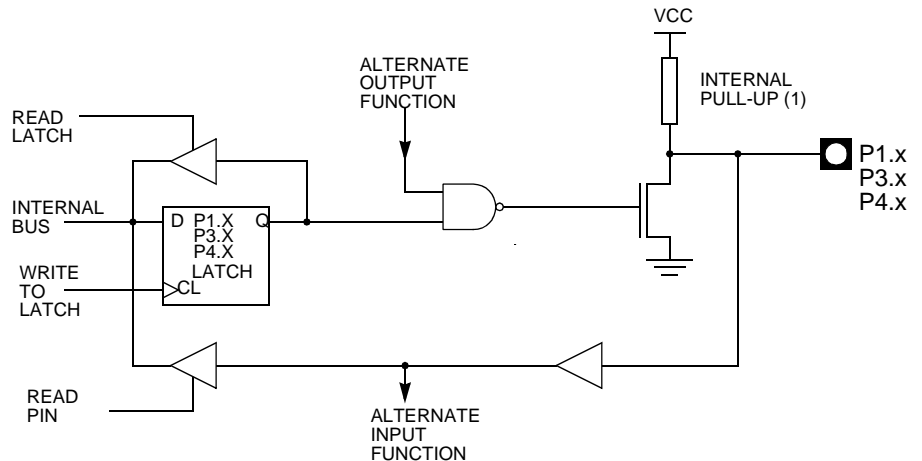 VCC
ALTERNATE
OUTPUT
FUNCTION
INTERNAL
PULL-UP (1)
READ
LATCH
P1.x
P3.x
P4.x
INTERNAL
BUS
D P1.X Q
P3.X
P4.X
LATCH
CL
WRITE
TO
LATCH
READ
PIN
ALTERNATE
INPUT
FUNCTION